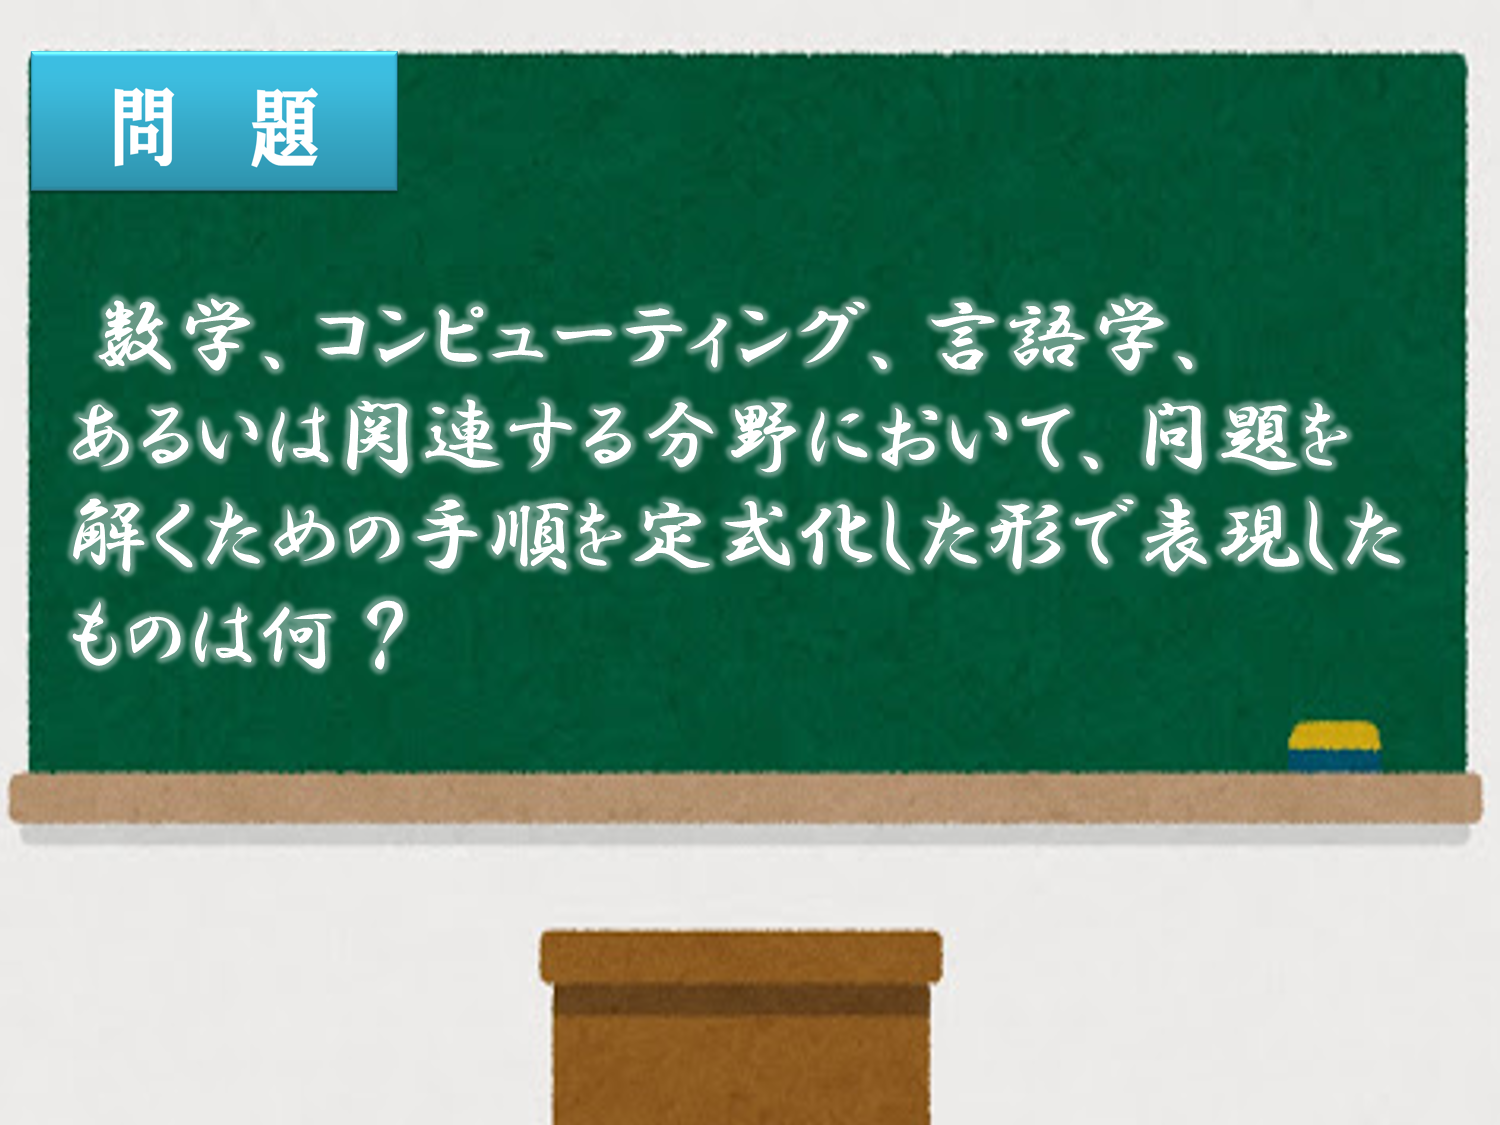 問　題
数学、コンピューティング、言語学、
あるいは関連する分野において、問題を
解くための手順を定式化した形で表現した
ものは何？